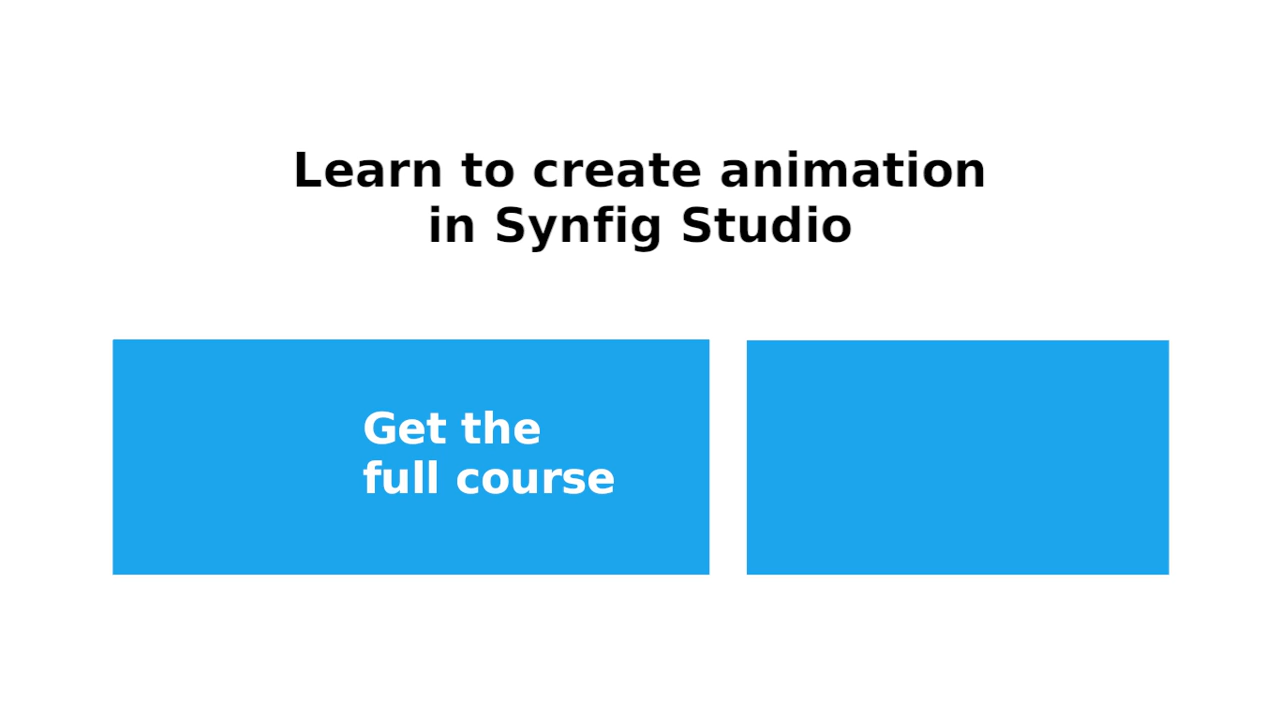 Learn to create animation
in Synfig Studio
Get the
full course